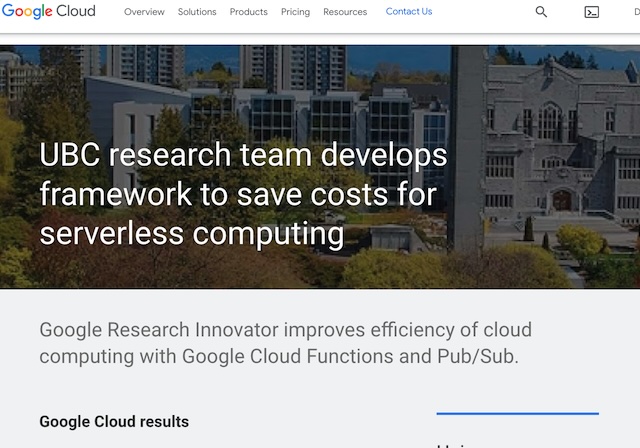 Google Cloud Overview Solutions Products Pricing Resources Contact Us
UBC research team develops
framework to save costs for
serverless computing
Google Research Innovator improves efficiency of cloud
computing with Google Cloud Functions and Pub/Sub.
Google Cloud results